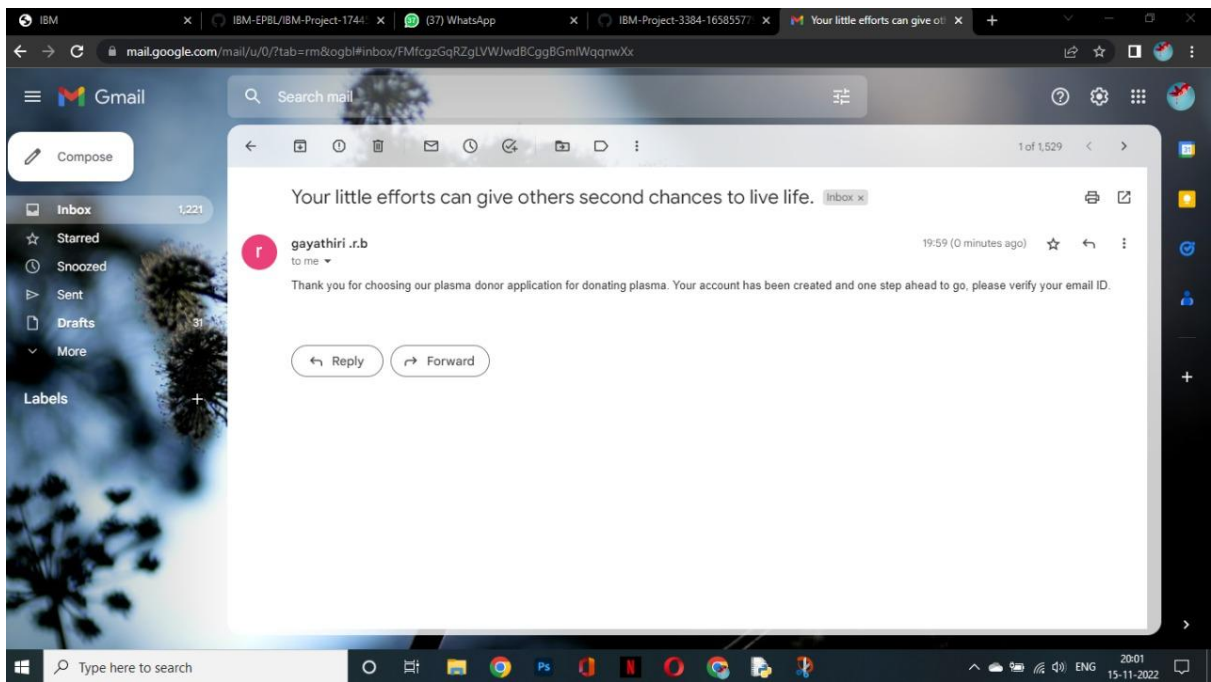 IBM
IBM-EPBL/IBM-Project-1744
(37) WhatsApp
IBM-Project-3384-16585577
Your little efforts can give oth
mail.google.com/mail/u/0/?tab=rm&ogbl#inbox/FMfcgzGqRZgLVWJwdBCggBGmlWqqnwXx
Gmail
Search mail
Compose
1 of 1,529
Inbox 1,221
Starred
Snoozed
Sent
Drafts 31
More
Labels
Your little efforts can give others second chances to live life. Inbox x
r
gayathiri .r.b 19:59 (0 minutes ago)
to me
Thank you for choosing our plasma donor application for donating plasma. Your account has been created and one step ahead to go, please verify your email ID.
Reply Forward
Type here to search
Ps
N
ENG
20:01
15-11-2022